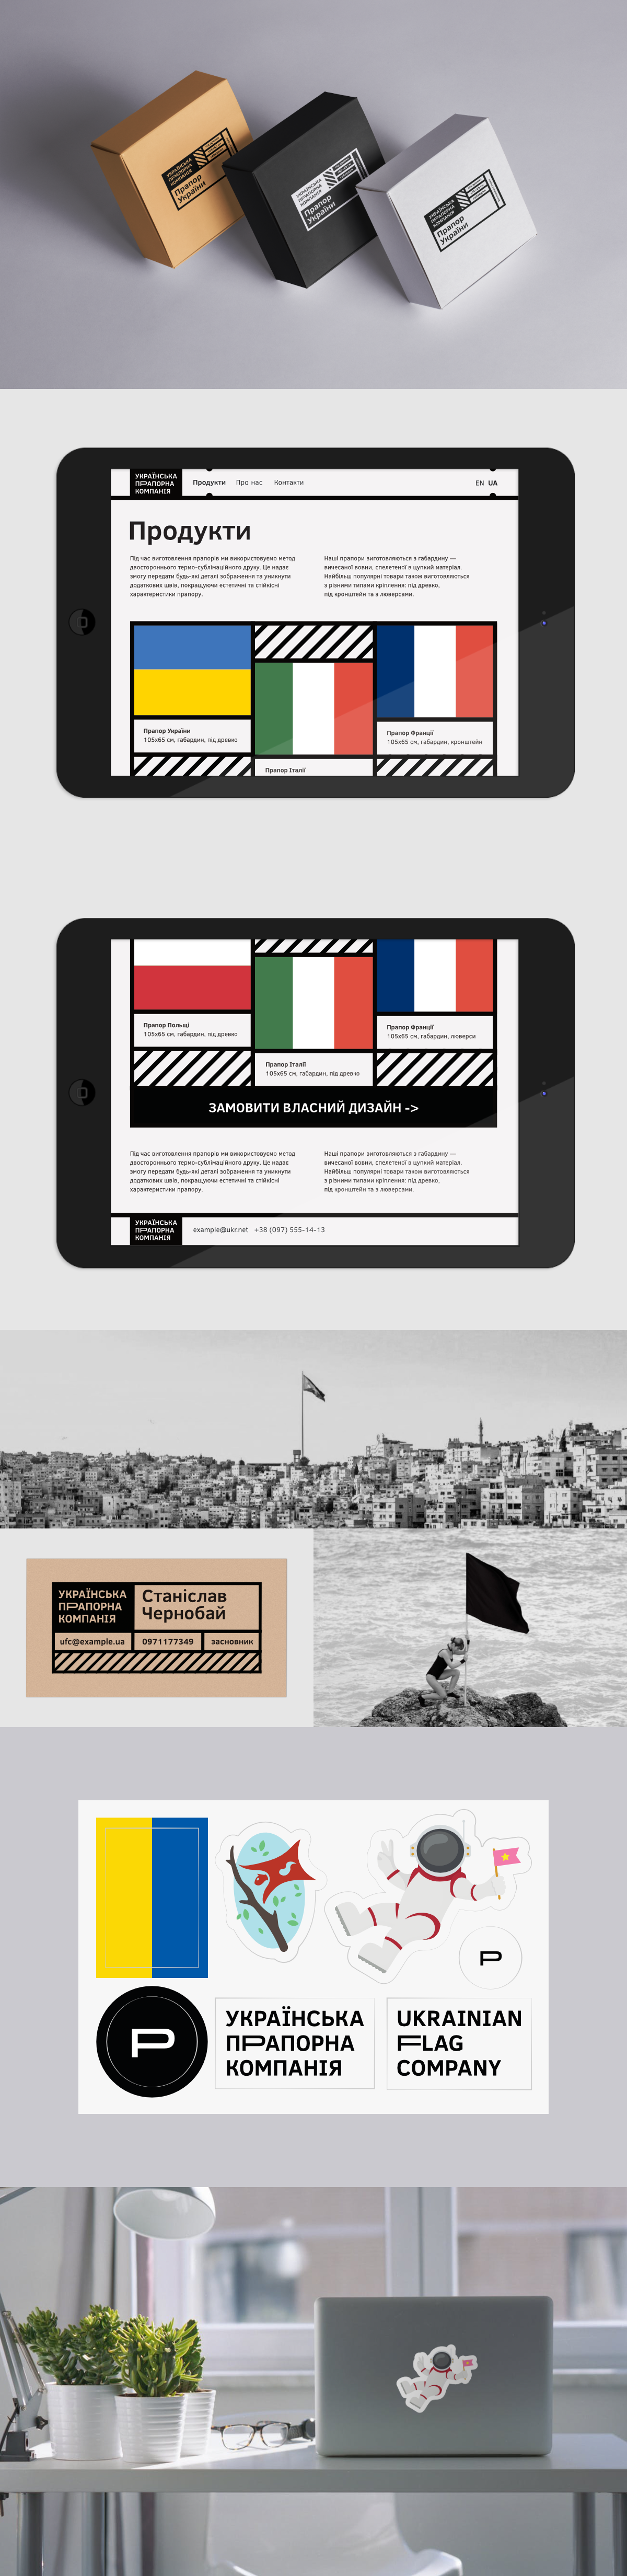 УКРАЇНСЬКА
ПРАПОРНА
КОМПАНІЯ
Прапор
України
УКРАЇНСЬКА
ПРАПОРНА
КОМПАНІЯ
Прапор
України
УКРАЇНСЬКА
ПРАПОРНА
КОМПАНІЯ
Прапор
України
УКРАЇНСЬКА
ПРАПОРНА
КОМПАНІЯ
Продукти Про нас Контакти EN UA
Продукти
Під час виготовлення прапорів ми використовуємо метод
двостороннього термо-сублімаційного друку. Це надає
змогу передати будь-які деталі зображення та уникнути
додаткових швів, покращуючи естетичні та стійкісні
характеристики прапору.
Наші прапори виготовляються з габардину —
вичесаної вовни, сплетеної в цупкий матеріал.
Найбільш популярні товари також виготовляються
з різними типами кріплення: під древко,
під кронштейн та з люверсами.
Прапор України
105x65 см, габардин, під древко
Прапор Італії
Прапор Франції
105x65 см, габардин, кронштейн
Прапор Польщі
105x65 см, габардин, під древко
Прапор Італії
105x65 см, габардин, під древко
Прапор Франції
105x65 см, габардин, люверси
ЗАМОВИТИ ВЛАСНИЙ ДИЗАЙН ->
Під час виготовлення прапорів ми використовуємо метод
двостороннього термо-сублімаційного друку. Це надає
змогу передати будь-які деталі зображення та уникнути
додаткових швів, покращуючи естетичні та стійкісні
характеристики прапору.
Наші прапори виготовляються з габардину —
вичесаної вовни, сплетеної в цупкий матеріал.
Найбільш популярні товари також виготовляються
з різними типами кріплення: під древко,
під кронштейн та з люверсами.
УКРАЇНСЬКА
ПРАПОРНА
КОМПАНІЯ
example@ukr.net +38 (097) 555-14-13
УКРАЇНСЬКА
ПРАПОРНА
КОМПАНІЯ
Станіслав
Чернобай
ufc@example.ua 0971177349 засновник
P
P
УКРАЇНСЬКА
ПРАПОРНА
КОМПАНІЯ
UKRAINIAN
FLAG
COMPANY